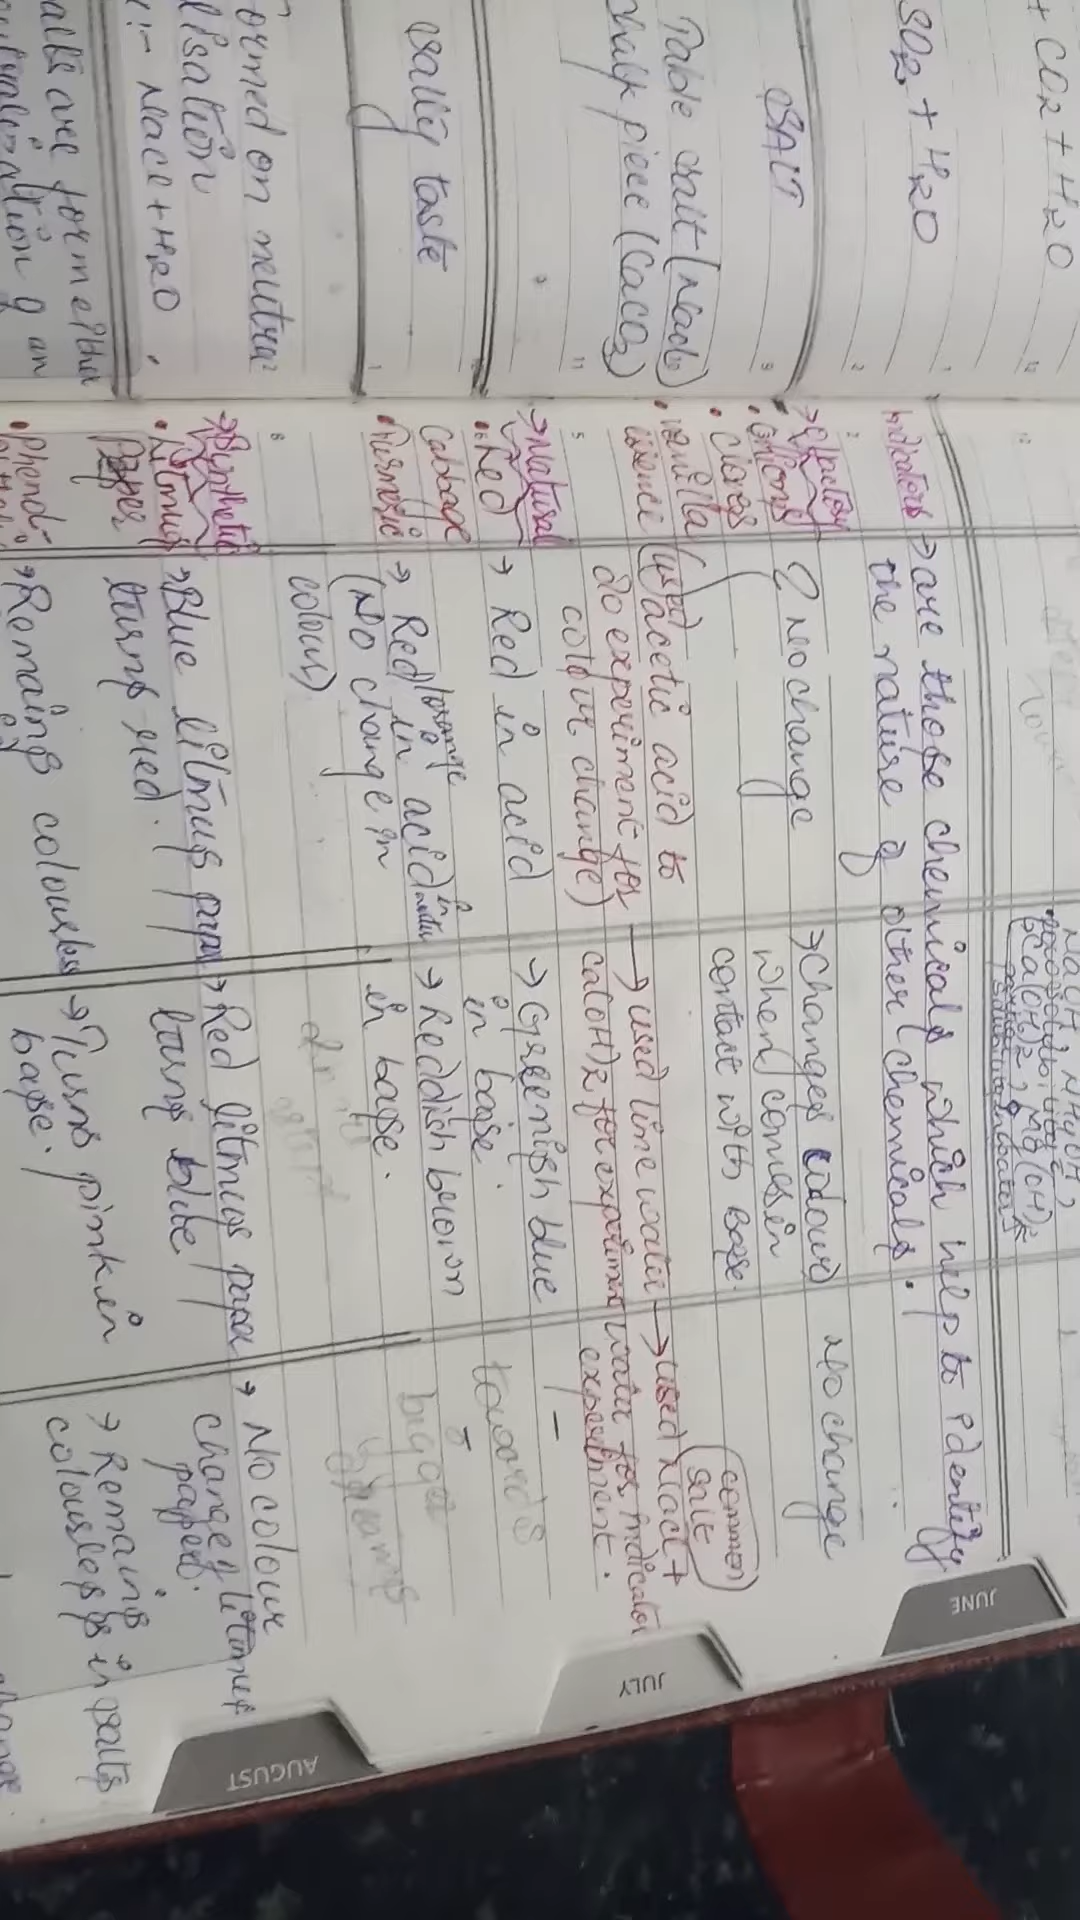 + CO2 + H2O
SO2 + H2O
SALT
Table salt (NaCl)
chalk piece (CaCO3)
salty taste
formed on neutra-
lisation
NaCl + H2O
salts are formed
NaOH, NH4OH,
Ca(OH)2, Mg(OH)2
Indicators → are those chemicals which help to identify
the nature of other chemicals.
→ Olfactory
• onions
• cloves
• vanilla
essence
No change
(used acetic acid to
do experiment for
colour change)
→ Changes colour
when comes in
contact with base.
→ used lime water
Ca(OH)2 for experiment
No change
(common
salt)
→ used NaCl +
water for indicator
experiment.
→ Natural
• Red
Cabbage
→ Red in acid
→ Greenish blue
in base.
–
• Turmeric
→ Red/orange in acid
(No change in
colour)
→ Reddish brown
in base.
–
→ Synthetic
• Litmus
Paper
→ Blue litmus paper
turns red.
→ Red litmus paper
turns blue
→ No colour
change of litmus
paper.
→ Remains colourless
→ Turns pink in
base.
→ Remains
colourless in salts
towards
bigger
JUNE
JULY
AUGUST